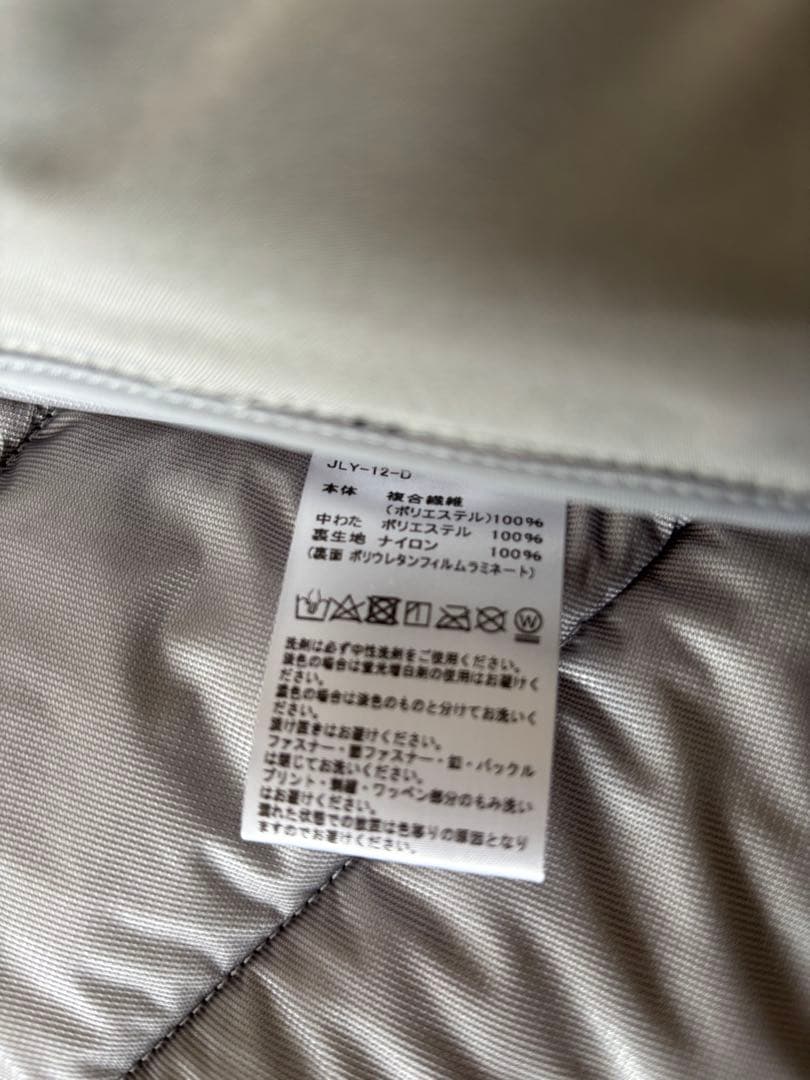 JLY-12-D
本体 複合繊維
(ポリエステル)100%
中わた ポリエステル 100%
裏生地 ナイロン 100%
(裏面 ポリウレタンフィルムラミネート)
W
洗剤は必ず中性洗剤をご使用ください。
淡色の場合は蛍光増白剤の使用はお避けく
ださい。
濃色の場合は淡色のものと分けてお洗いく
ださい。
漬け置きはお避けください。
ファスナー・面ファスナー・釦・バックル
は閉じてお洗いください。
プリント・刺繍・ワッペン部分のもみ洗い
はお避けください。
濡れた状態での放置は色移りの原因となり
ますのでお避けください。